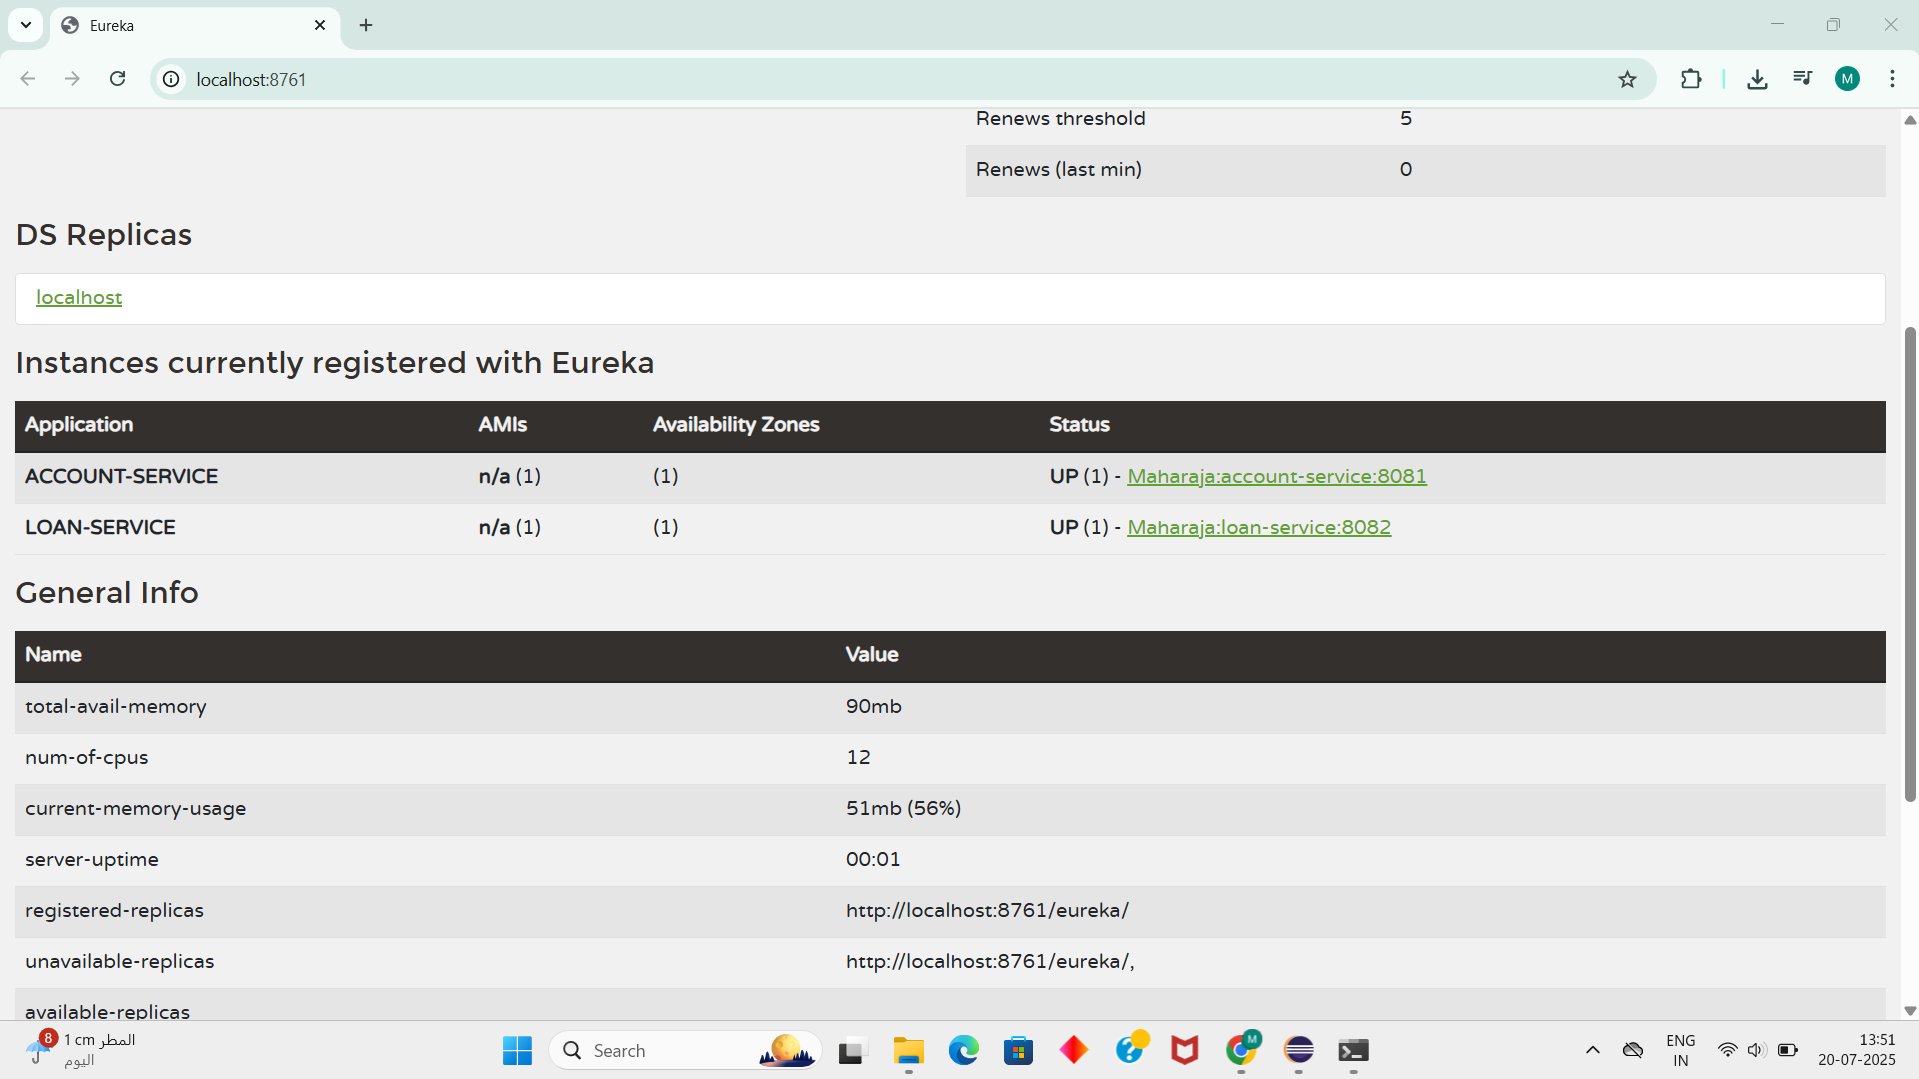 Eureka
localhost:8761
M
Renews threshold 5
Renews (last min) 0
DS Replicas
localhost
Instances currently registered with Eureka
Application AMIs Availability Zones Status
ACCOUNT-SERVICE n/a (1) (1) UP (1) - Maharaja:account-service:8081
LOAN-SERVICE n/a (1) (1) UP (1) - Maharaja:loan-service:8082
General Info
Name Value
total-avail-memory 90mb
num-of-cpus 12
current-memory-usage 51mb (56%)
server-uptime 00:01
registered-replicas http://localhost:8761/eureka/
unavailable-replicas http://localhost:8761/eureka/,
available-replicas
8
1 cm المطر
اليوم
Search
M
ENG
IN
13:51
20-07-2025